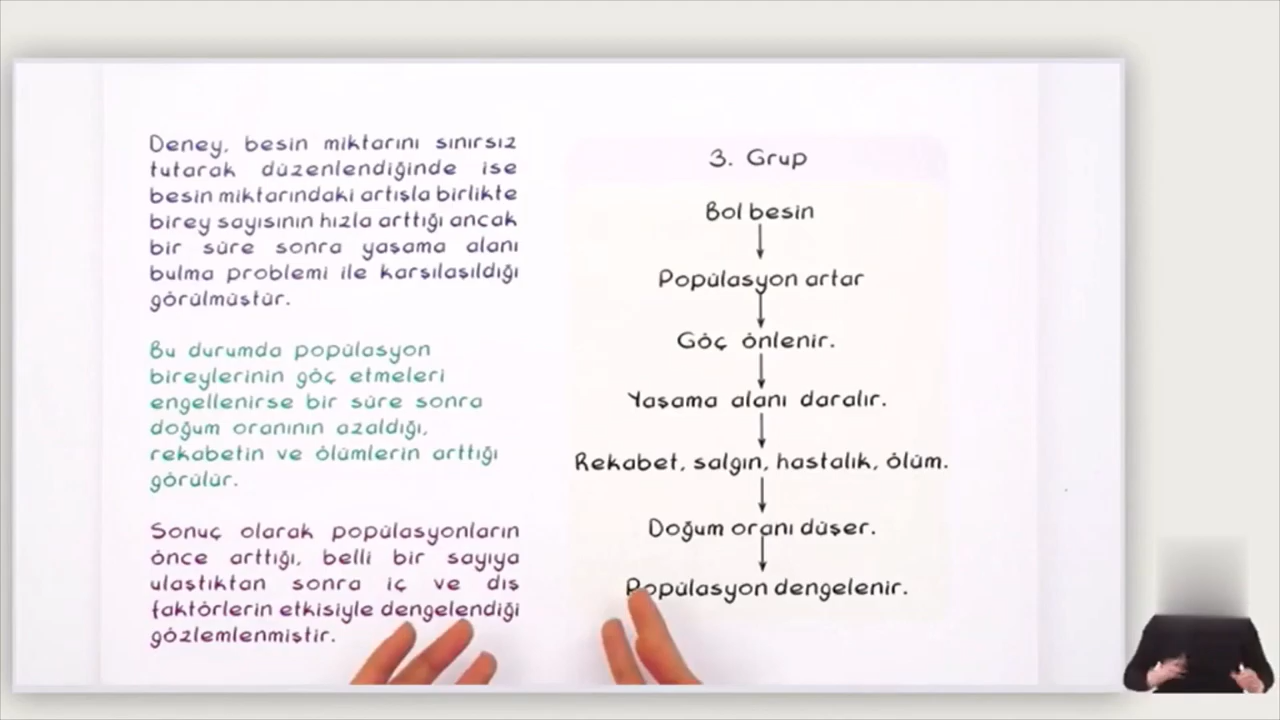 Deney, besin miktarını sınırsız
tutarak düzenlendiğinde ise
besin miktarındaki artışla birlikte
birey sayısının hızla arttığı ancak
bir süre sonra yaşama alanı
bulma problemi ile karşılaşıldığı
görülmüştür.
Bu durumda popülasyon
bireylerinin göç etmeleri
engellenirse bir süre sonra
doğum oranının azaldığı,
rekabetin ve ölümlerin arttığı
görülür.
Sonuç olarak popülasyonların
önce arttığı, belli bir sayıya
ulaştıktan sonra iç ve dış
faktörlerin etkisiyle dengelendiği
gözlemlenmiştir.
3. Grup
Bol besin
Popülasyon artar
Göç önlenir.
Yaşama alanı daralır.
Rekabet, salgın, hastalık, ölüm.
Doğum oranı düşer.
Popülasyon dengelenir.